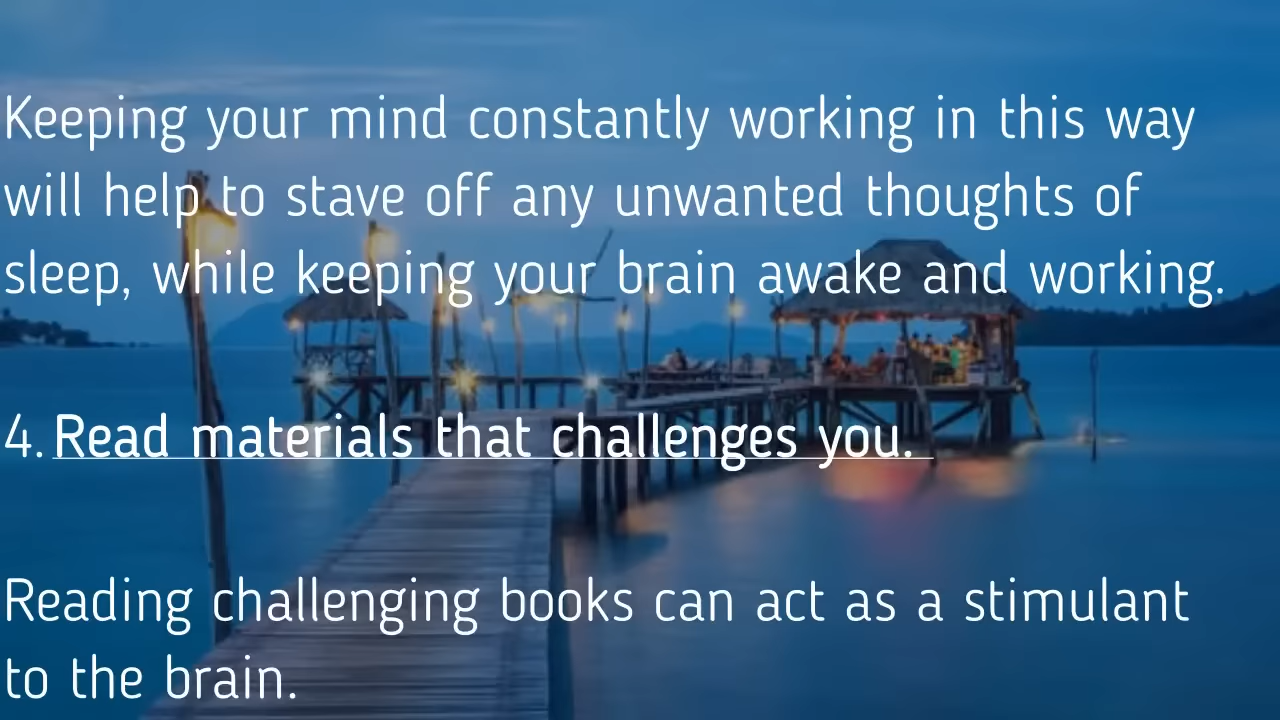 Keeping your mind constantly working in this way
will help to stave off any unwanted thoughts of
sleep, while keeping your brain awake and working.
4. Read materials that challenges you.
Reading challenging books can act as a stimulant
to the brain.